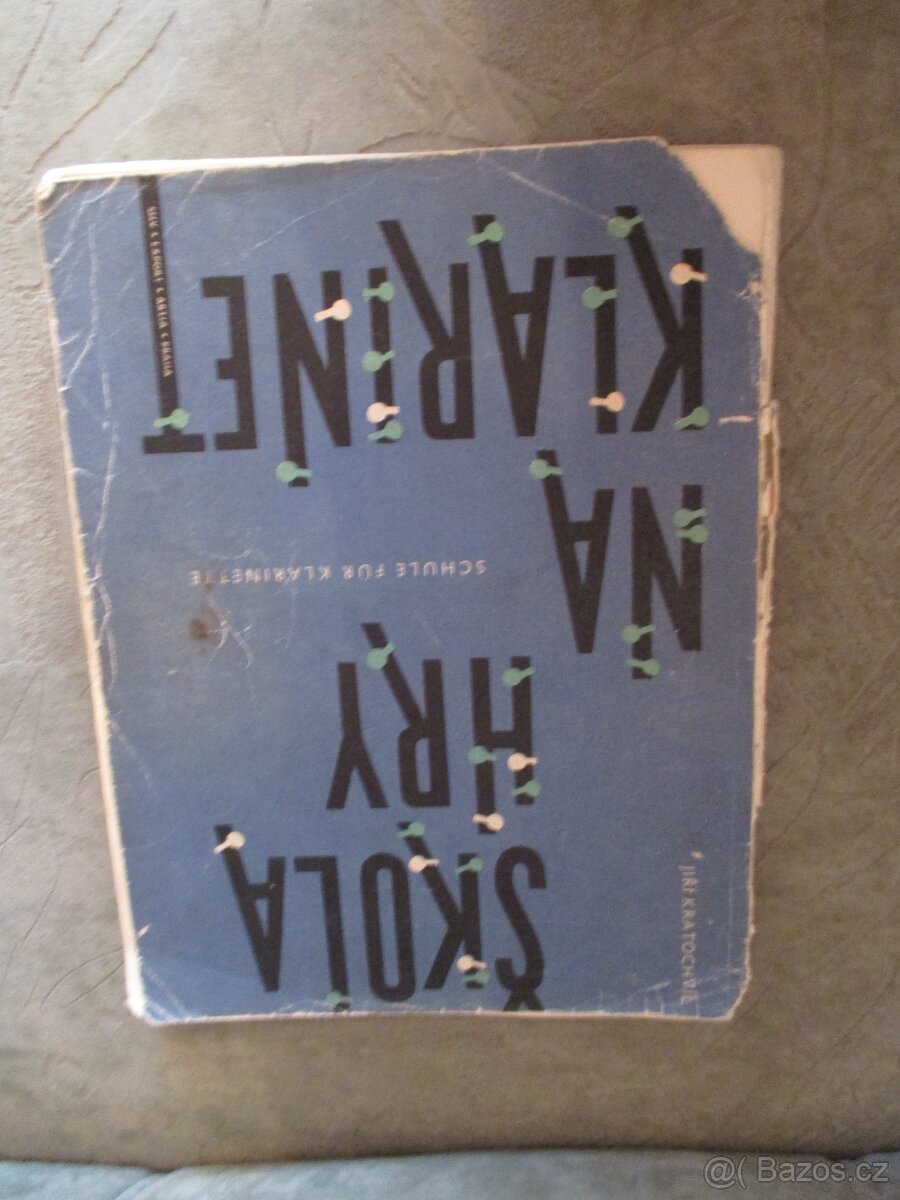 JIŘÍ KRATOCHVÍL
ŠKOLA
HRY
SCHULE FÜR KLARINETTE
NA
KLARINET
@( Bazos.cz